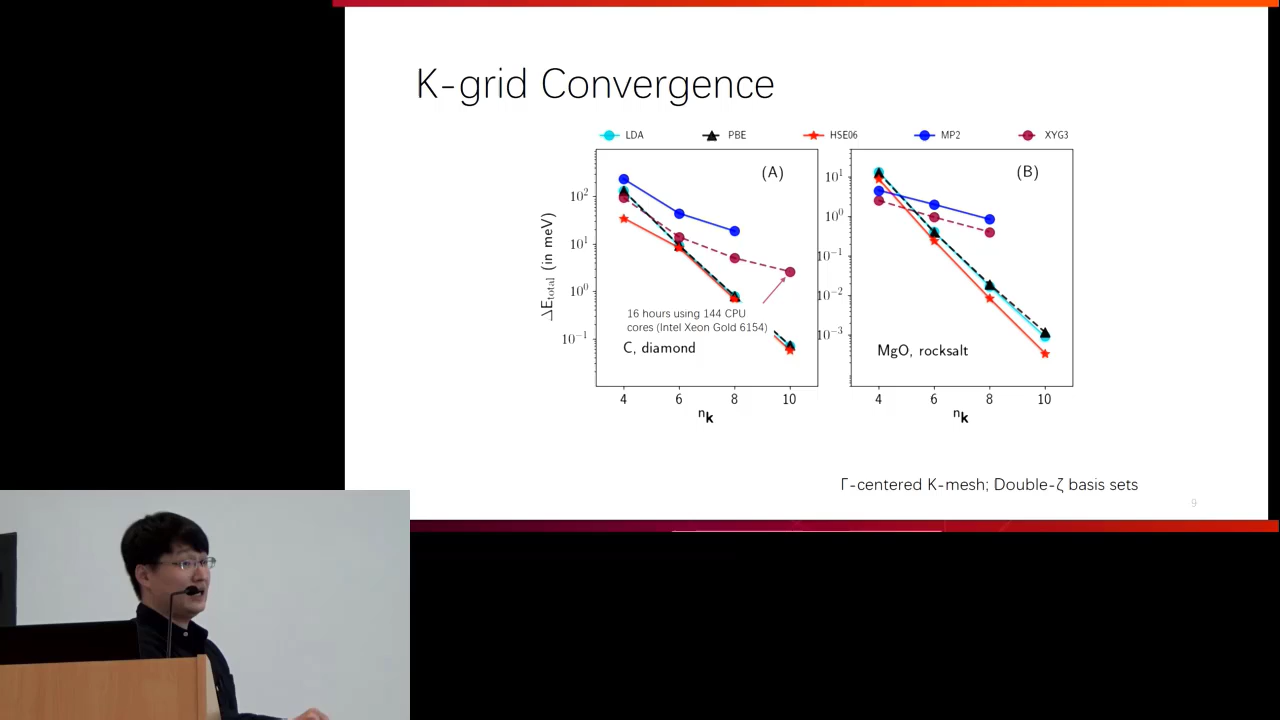 K-grid Convergence
LDA PBE HSE06 MP2 XYG3
(A)
(B)
10²
10¹
10⁰
10⁻¹
ΔE_total (in meV)
16 hours using 144 CPU
cores (Intel Xeon Gold 6154)
C, diamond
4 6 8 10
n_k
10¹
10⁰
10⁻¹
10⁻²
10⁻³
MgO, rocksalt
4 6 8 10
n_k
Γ-centered K-mesh; Double-ζ basis sets
9